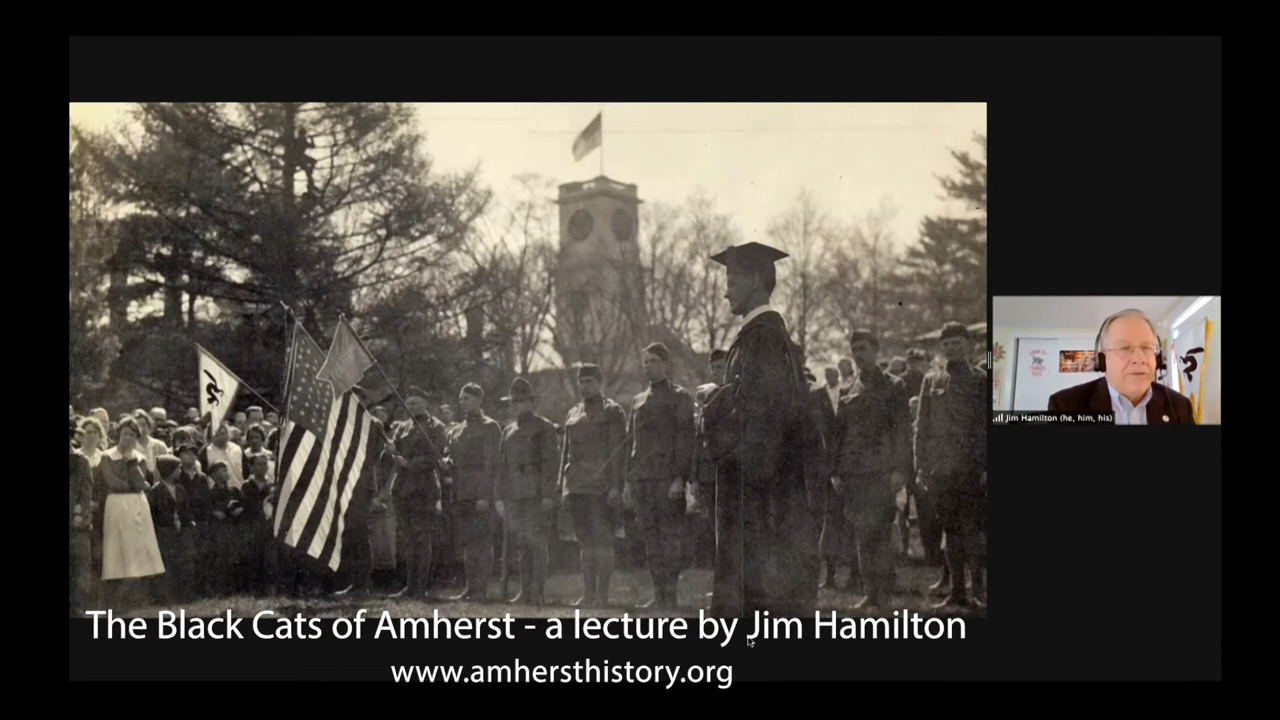 Jim Hamilton (he, him, his)
The Black Cats of Amherst - a lecture by Jim Hamilton
www.amhersthistory.org